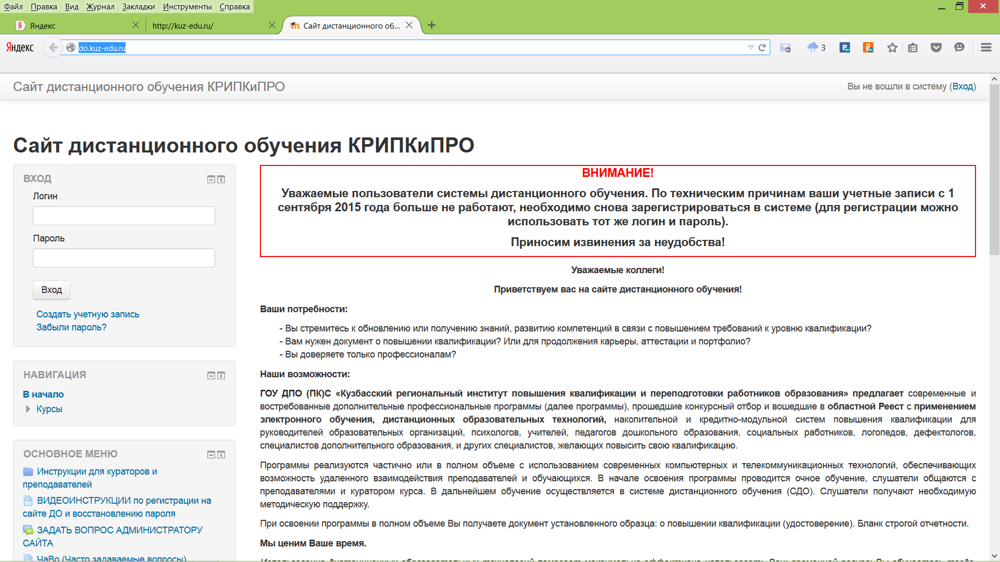 Файл Правка Вид Журнал Закладки Инструменты Справка
Яндекс
http://kuz-edu.ru/
Сайт дистанционного об...
Яндекс
do.kuz-edu.ru
3
Сайт дистанционного обучения КРИПКиПРО
Вы не вошли в систему (Вход)
Сайт дистанционного обучения КРИПКиПРО
ВХОД
Логин
Пароль
Вход
Создать учетную запись
Забыли пароль?
НАВИГАЦИЯ
В начало
Курсы
ОСНОВНОЕ МЕНЮ
Инструкции для кураторов и
преподавателей
ВИДЕОИНСТРУКЦИИ по регистрации на
сайте ДО и восстановлению пароля
ЗАДАТЬ ВОПРОС АДМИНИСТРАТОРУ
САЙТА
ЧаВо (Часто задаваемые вопросы)...
ВНИМАНИЕ!
Уважаемые пользователи системы дистанционного обучения. По техническим причинам ваши учетные записи с 1
сентября 2015 года больше не работают, необходимо снова зарегистрироваться в системе (для регистрации можно
использовать тот же логин и пароль).
Приносим извинения за неудобства!
Уважаемые коллеги!
Приветствуем вас на сайте дистанционного обучения!
Ваши потребности:
- Вы стремитесь к обновлению или получению знаний, развитию компетенций в связи с повышением требований к уровню квалификации?
- Вам нужен документ о повышении квалификации? Или для продолжения карьеры, аттестации и портфолио?
- Вы доверяете только профессионалам?
Наши возможности:
ГОУ ДПО (ПК)С «Кузбасский региональный институт повышения квалификации и переподготовки работников образования» предлагает современные и
востребованные дополнительные профессиональные программы (далее программы), прошедшие конкурсный отбор и вошедшие в областной Реест с применением
электронного обучения, дистанционных образовательных технологий, накопительной и кредитно-модульной систем повышения квалификации для
руководителей образовательных организаций, психологов, учителей, педагогов дошкольного образования, социальных работников, логопедов, дефектологов,
специалистов дополнительного образования, и других специалистов, желающих повысить свою квалификацию.
Программы реализуются частично или в полном объеме с использованием современных компьютерных и телекоммуникационных технологий, обеспечивающих
возможность удаленного взаимодействия преподавателей и обучающихся. В начале освоения программы проводится очное обучение, слушатели общаются с
преподавателями и куратором курса. В дальнейшем обучение осуществляется в системе дистанционного обучения (СДО). Слушатели получают необходимую
методическую поддержку.
При освоении программы в полном объеме Вы получаете документ установленного образца: о повышении квалификации (удостоверение). Бланк строгой отчетности.
Мы ценим Ваше время.